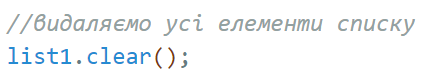 //видаляємо усі елементи списку
list1.clear();